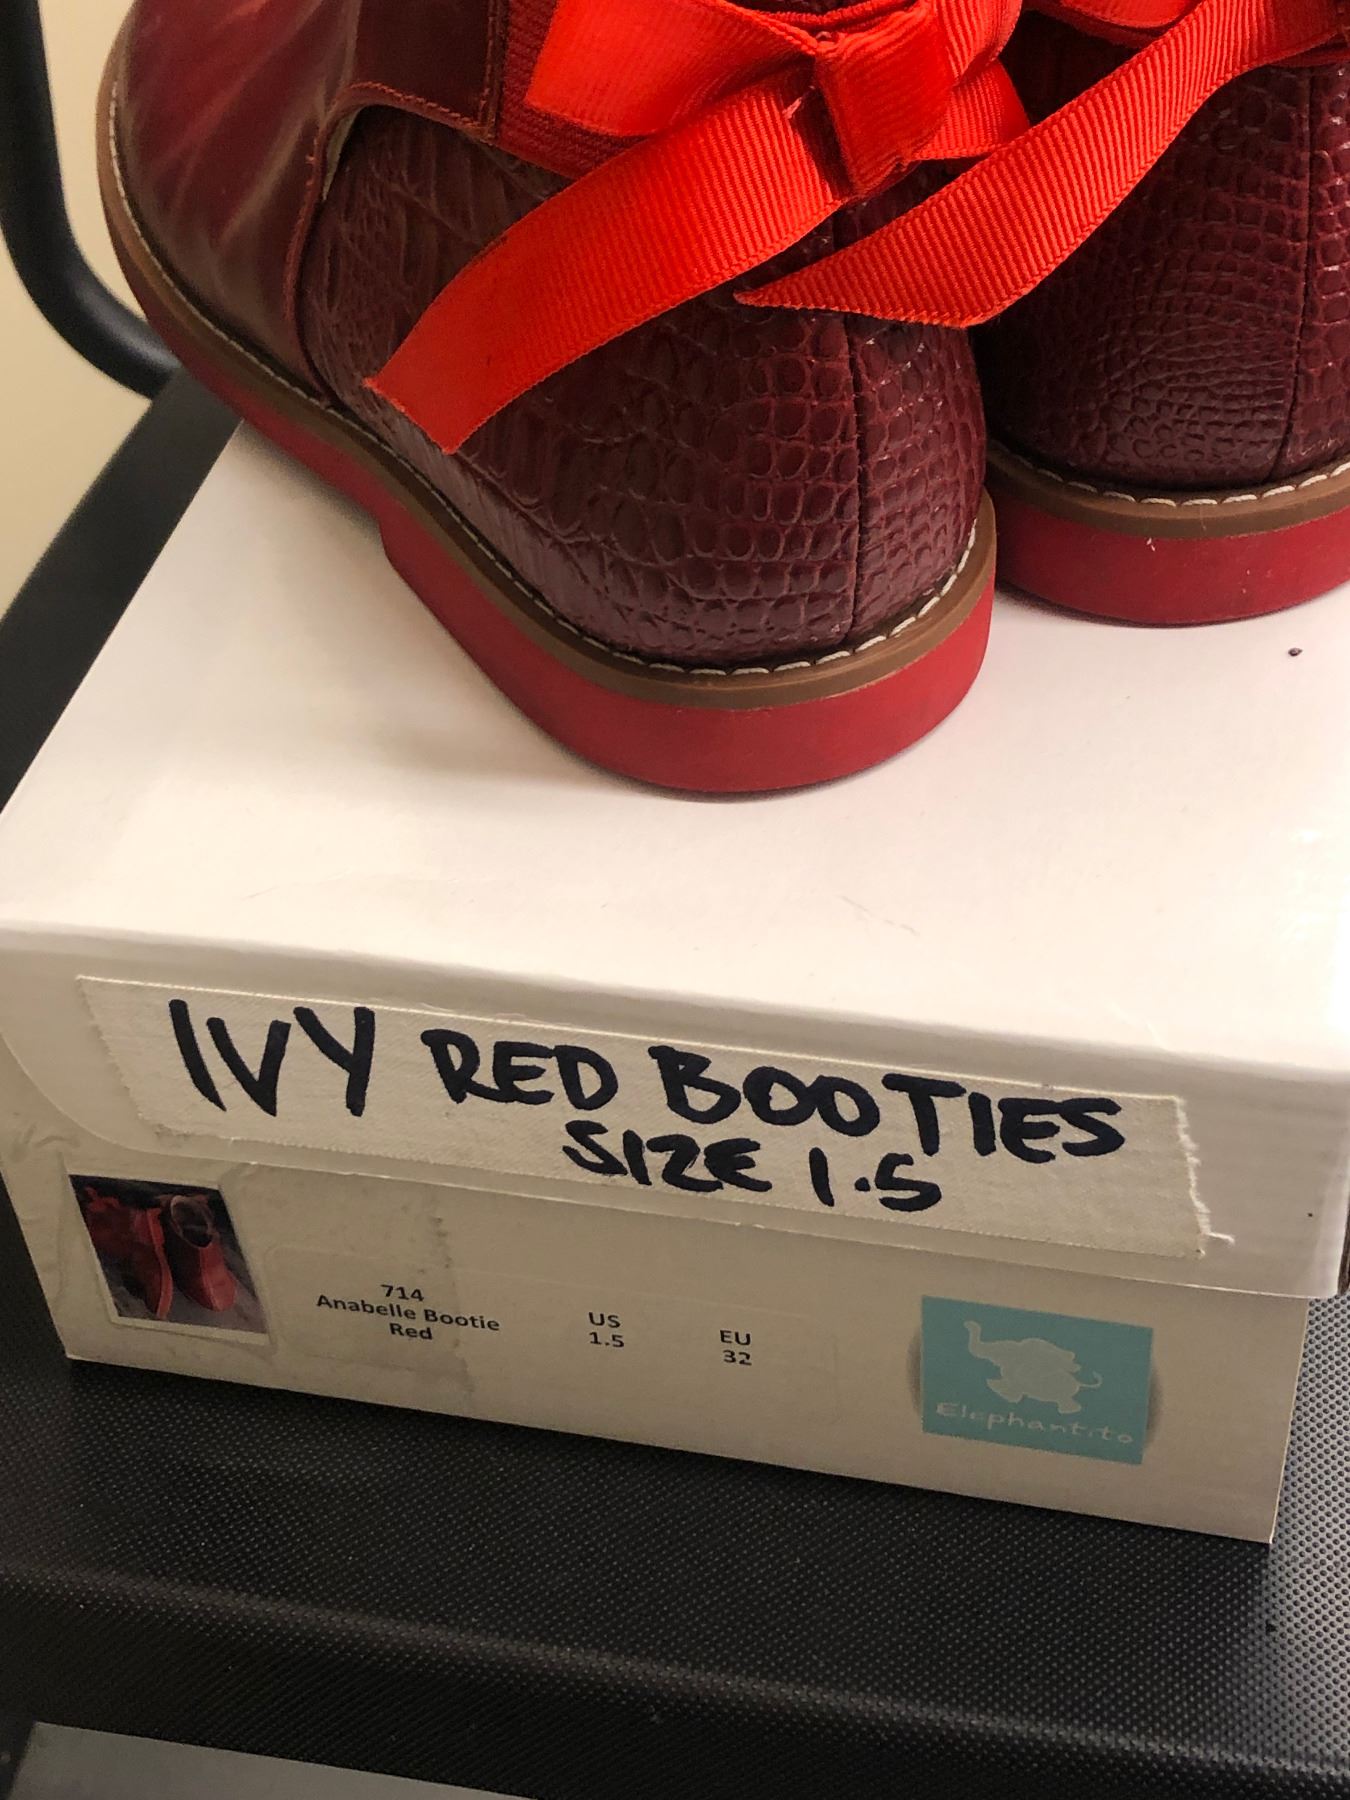 IVY RED BOOTIES
SIZE 1.5
714
Anabelle Bootie
Red
US
1.5
EU
32
Elephantito